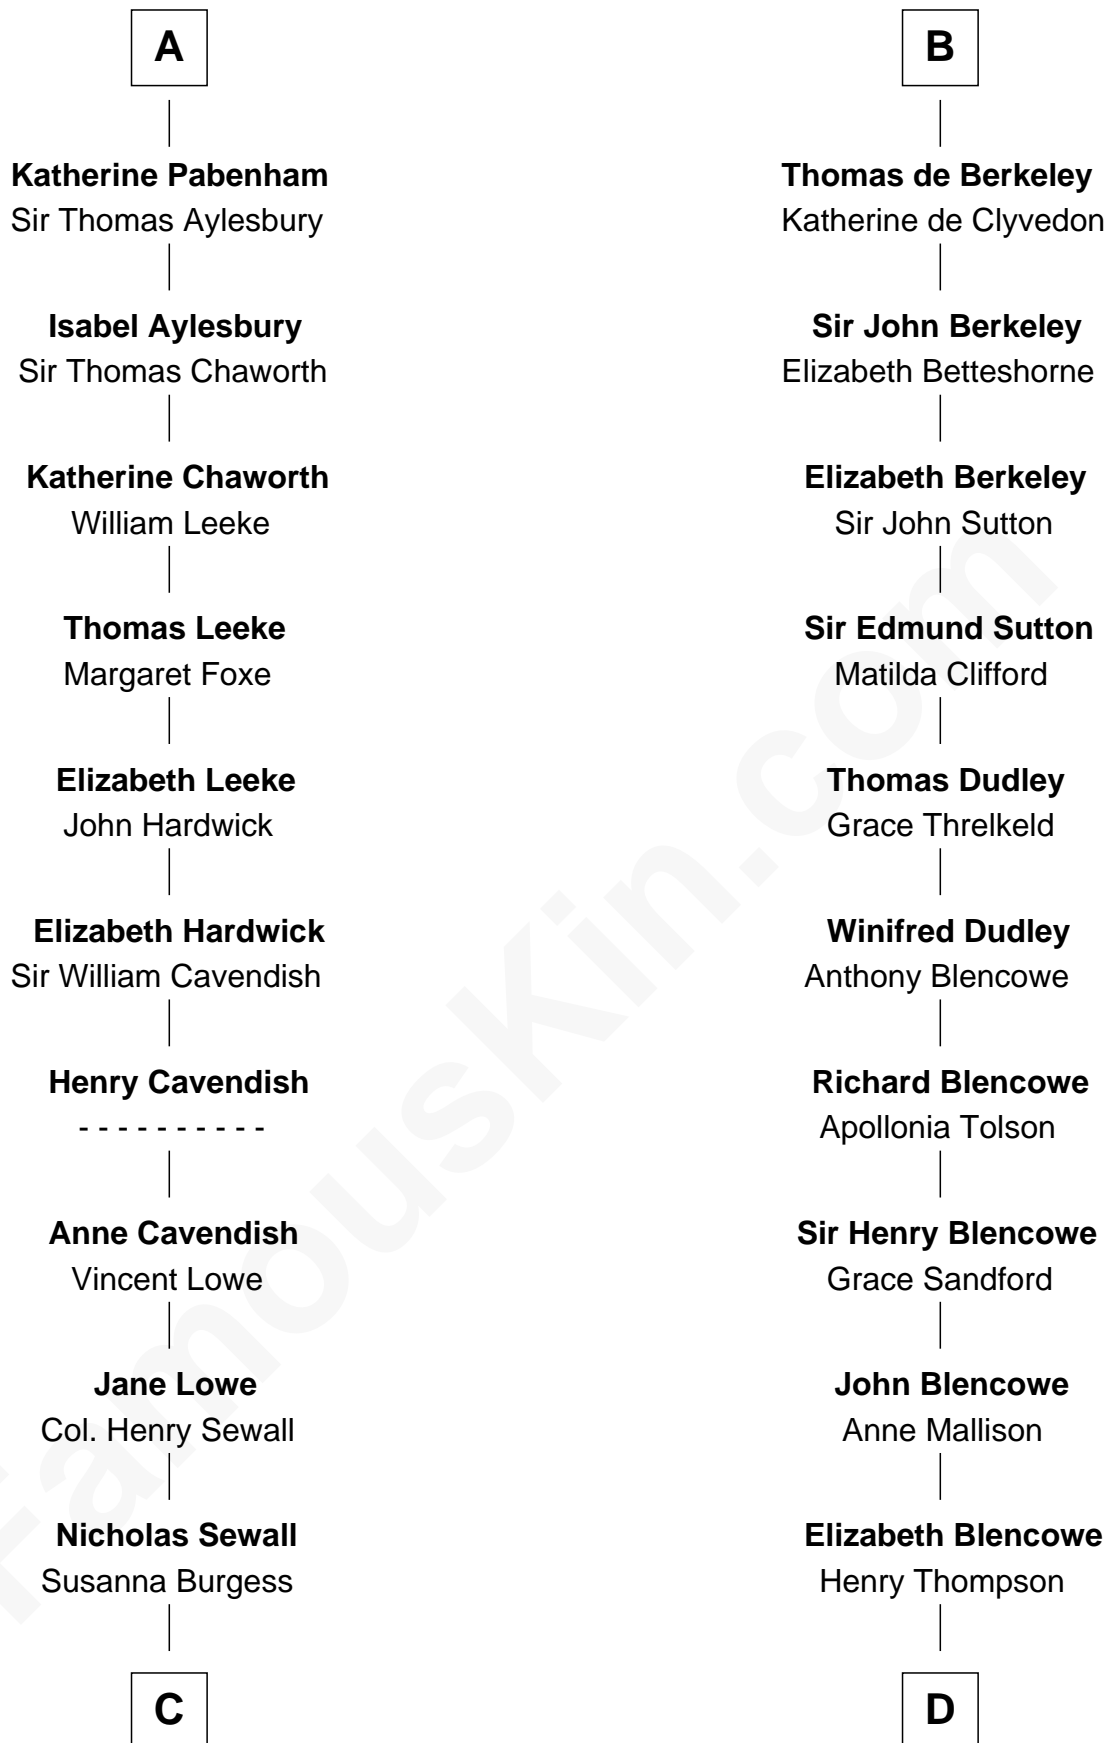 A
Katherine Pabenham
Sir Thomas Aylesbury
Isabel Aylesbury
Sir Thomas Chaworth
Katherine Chaworth
William Leeke
Thomas Leeke
Margaret Foxe
Elizabeth Leeke
John Hardwick
Elizabeth Hardwick
Sir William Cavendish
Henry Cavendish
- - - - - - - - - -
Anne Cavendish
Vincent Lowe
Jane Lowe
Col. Henry Sewall
Nicholas Sewall
Susanna Burgess
C
B
Thomas de Berkeley
Katherine de Clyvedon
Sir John Berkeley
Elizabeth Betteshorne
Elizabeth Berkeley
Sir John Sutton
Sir Edmund Sutton
Matilda Clifford
Thomas Dudley
Grace Threlkeld
Winifred Dudley
Anthony Blencowe
Richard Blencowe
Apollonia Tolson
Sir Henry Blencowe
Grace Sandford
John Blencowe
Anne Mallison
Elizabeth Blencowe
Henry Thompson
D
FamousKin.com